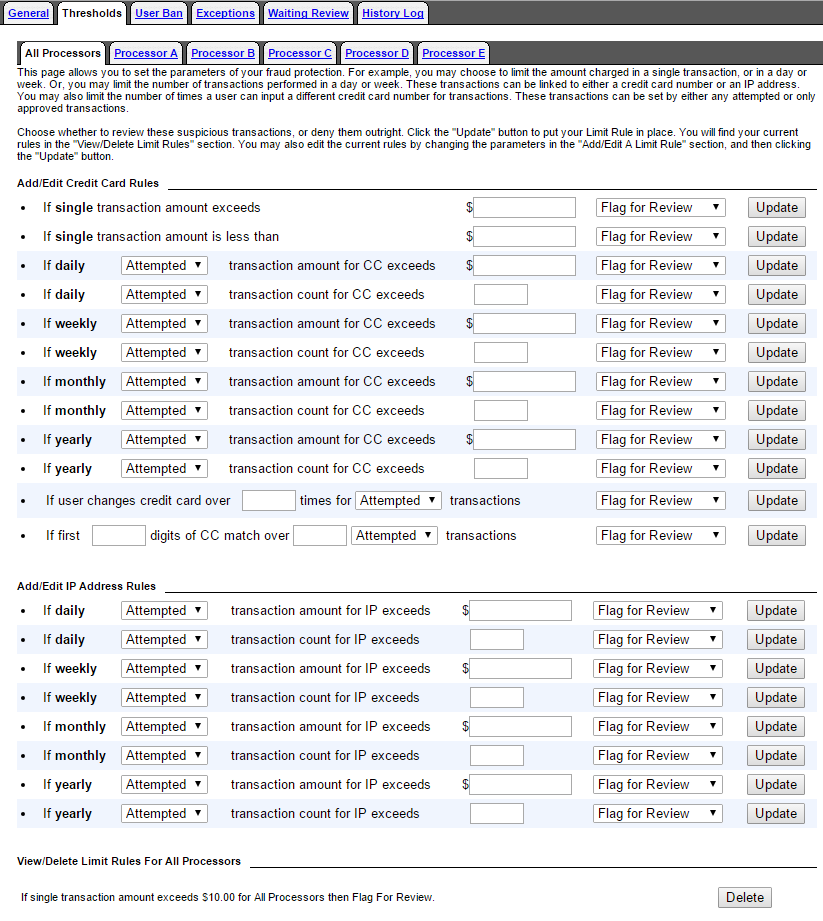 General Thresholds User Ban Exceptions Waiting Review History Log
All Processors Processor A Processor B Processor C Processor D Processor E
This page allows you to set the parameters of your fraud protection. For example, you may choose to limit the amount charged in a single transaction, or in a day or
week. Or, you may limit the number of transactions performed in a day or week. These transactions can be linked to either a credit card number or an IP address.
You may also limit the number of times a user can input a different credit card number for transactions. These transactions can be set by either any attempted or only
approved transactions.
Choose whether to review these suspicious transactions, or deny them outright. Click the "Update" button to put your Limit Rule in place. You will find your current
rules in the "View/Delete Limit Rules" section. You may also edit the current rules by changing the parameters in the "Add/Edit A Limit Rule" section, and then clicking
the "Update" button.
Add/Edit Credit Card Rules
• If single transaction amount exceeds $ Flag for Review ▼ Update
• If single transaction amount is less than $ Flag for Review ▼ Update
• If daily Attempted ▼ transaction amount for CC exceeds $ Flag for Review ▼ Update
• If daily Attempted ▼ transaction count for CC exceeds Flag for Review ▼ Update
• If weekly Attempted ▼ transaction amount for CC exceeds $ Flag for Review ▼ Update
• If weekly Attempted ▼ transaction count for CC exceeds Flag for Review ▼ Update
• If monthly Attempted ▼ transaction amount for CC exceeds $ Flag for Review ▼ Update
• If monthly Attempted ▼ transaction count for CC exceeds Flag for Review ▼ Update
• If yearly Attempted ▼ transaction amount for CC exceeds $ Flag for Review ▼ Update
• If yearly Attempted ▼ transaction count for CC exceeds Flag for Review ▼ Update
• If user changes credit card over times for Attempted ▼ transactions Flag for Review ▼ Update
• If first digits of CC match over Attempted ▼ transactions Flag for Review ▼ Update
Add/Edit IP Address Rules
• If daily Attempted ▼ transaction amount for IP exceeds $ Flag for Review ▼ Update
• If daily Attempted ▼ transaction count for IP exceeds Flag for Review ▼ Update
• If weekly Attempted ▼ transaction amount for IP exceeds $ Flag for Review ▼ Update
• If weekly Attempted ▼ transaction count for IP exceeds Flag for Review ▼ Update
• If monthly Attempted ▼ transaction amount for IP exceeds $ Flag for Review ▼ Update
• If monthly Attempted ▼ transaction count for IP exceeds Flag for Review ▼ Update
• If yearly Attempted ▼ transaction amount for IP exceeds $ Flag for Review ▼ Update
• If yearly Attempted ▼ transaction count for IP exceeds Flag for Review ▼ Update
View/Delete Limit Rules For All Processors
If single transaction amount exceeds $10.00 for All Processors then Flag For Review. Delete